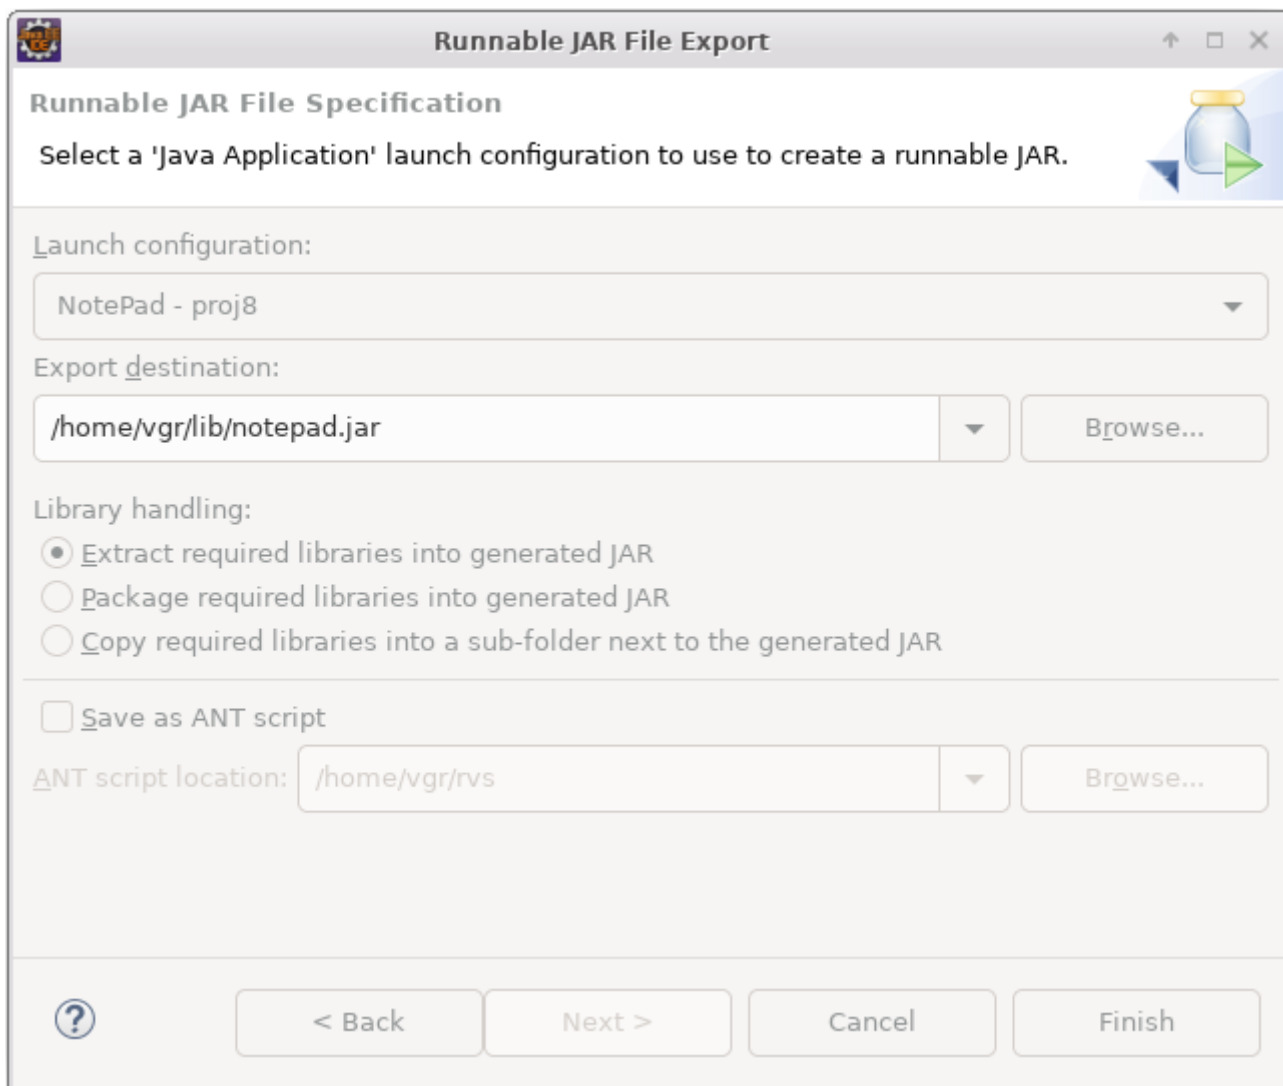 Java EE
IDE
Runnable JAR File Export
Runnable JAR File Specification
Select a 'Java Application' launch configuration to use to create a runnable JAR.
Launch configuration:
NotePad - proj8
Export destination:
/home/vgr/lib/notepad.jar
Browse...
Library handling:
Extract required libraries into generated JAR
Package required libraries into generated JAR
Copy required libraries into a sub-folder next to the generated JAR
Save as ANT script
ANT script location:
/home/vgr/rvs
Browse...
?
< Back
Next >
Cancel
Finish